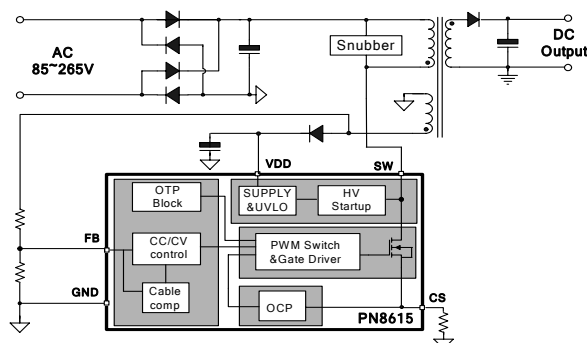 AC
85~265V
Snubber
DC
Output
VDD
SW
OTP
Block
SUPPLY
&UVLO
HV
Startup
FB
CC/CV
control
PWM Switch
&Gate Driver
Cable
comp
GND
OCP
CS
PN8615